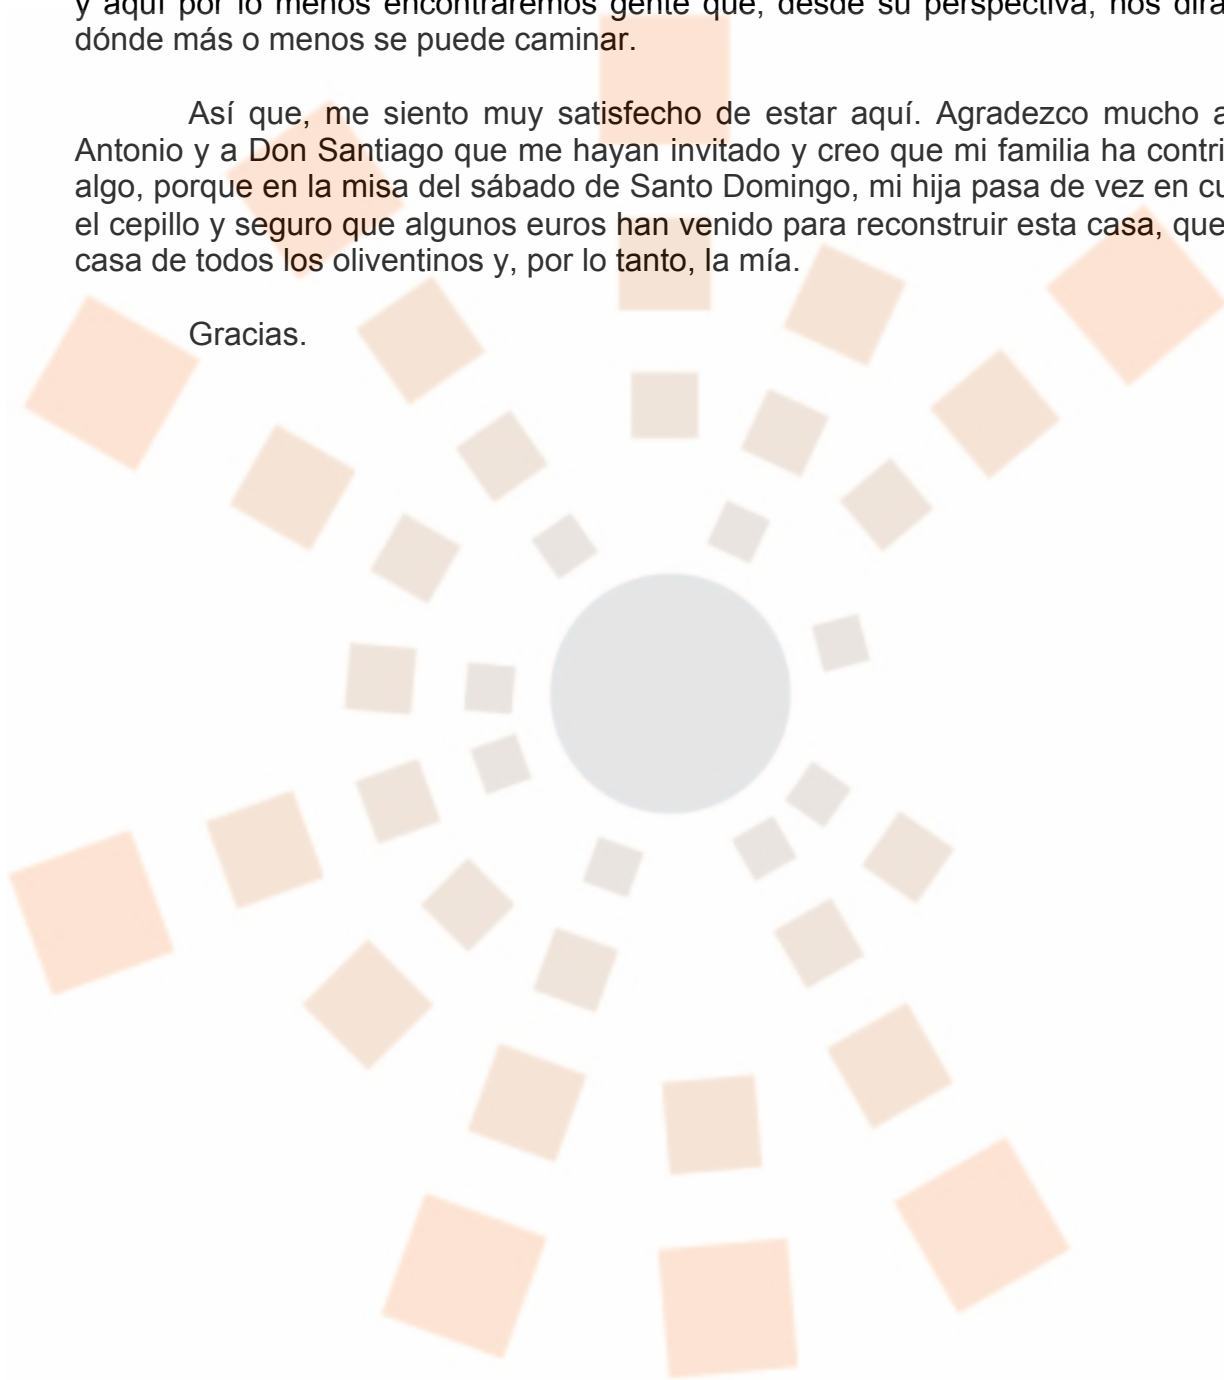 y aquí por lo menos encontraremos gente que, desde su perspectiva, nos dirá
dónde más o menos se puede caminar.
Así que, me siento muy satisfecho de estar aquí. Agradezco mucho a
Antonio y a Don Santiago que me hayan invitado y creo que mi familia ha contri
algo, porque en la misa del sábado de Santo Domingo, mi hija pasa de vez en cu
el cepillo y seguro que algunos euros han venido para reconstruir esta casa, que
casa de todos los oliventinos y, por lo tanto, la mía.
Gracias.